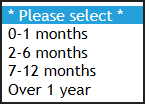 * Please select *
0-1 months
2-6 months
7-12 months
Over 1 year